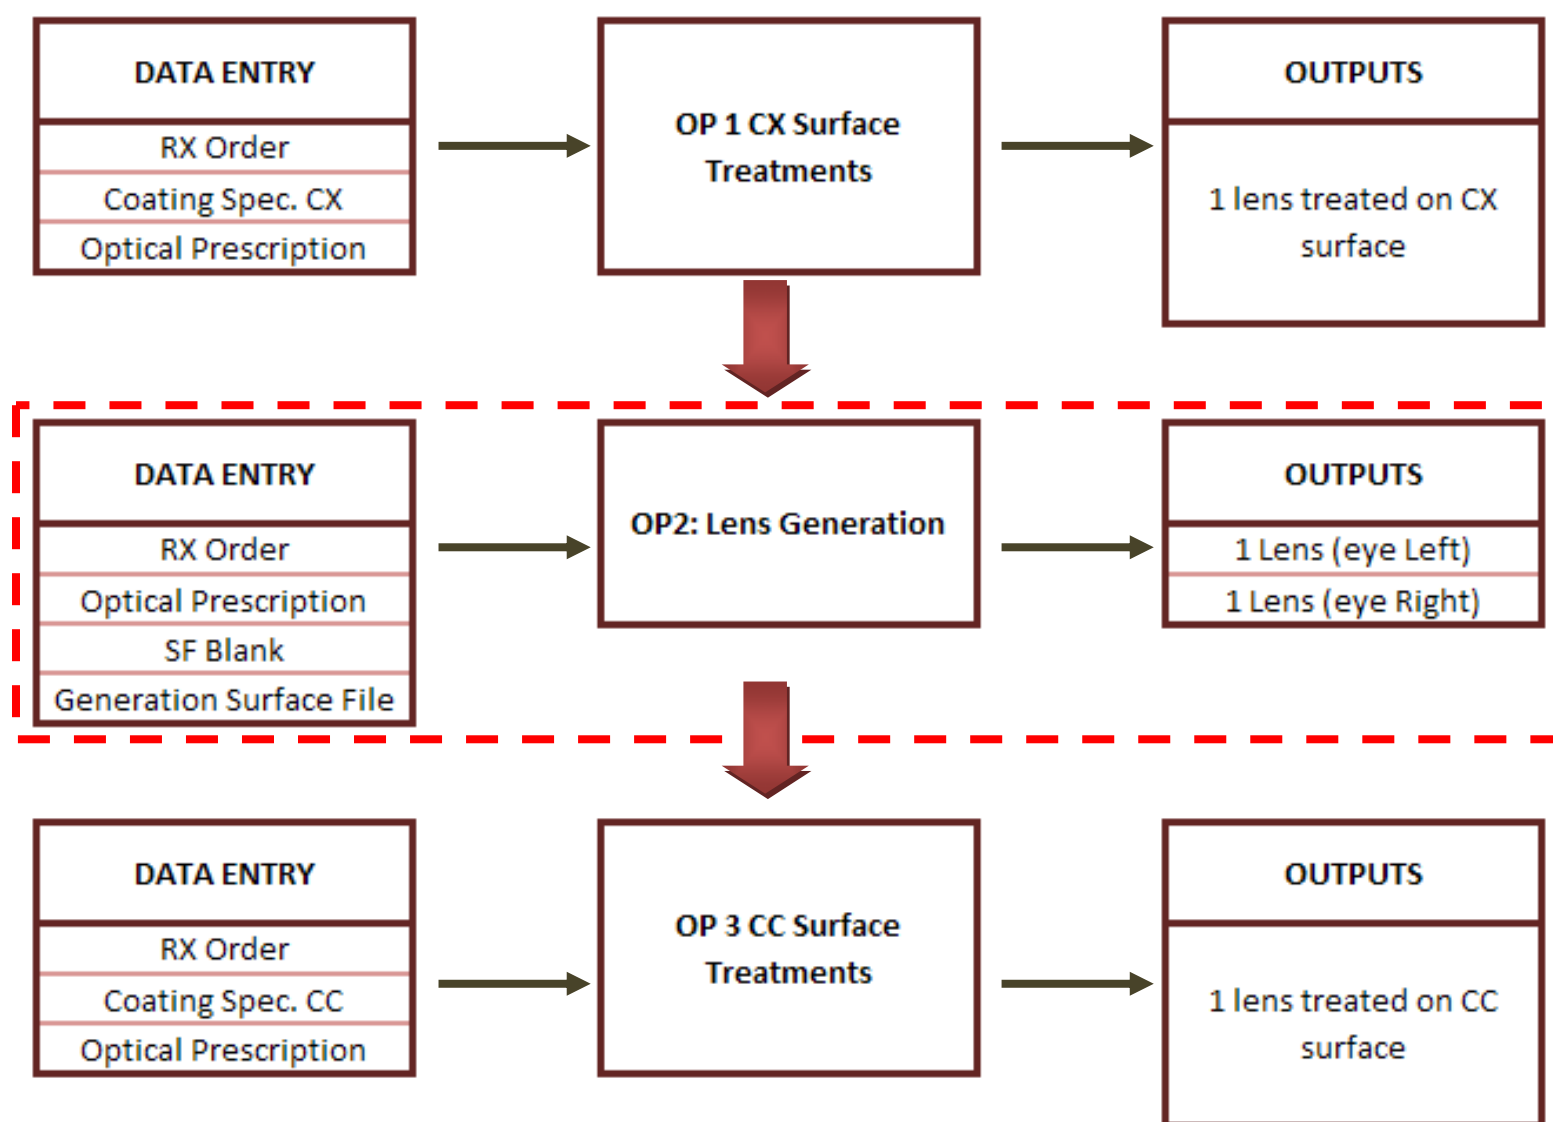 DATA ENTRY
RX Order
Coating Spec. CX
Optical Prescription
OP 1 CX Surface
Treatments
OUTPUTS
1 lens treated on CX
surface
DATA ENTRY
RX Order
Optical Prescription
SF Blank
Generation Surface File
OP2: Lens Generation
OUTPUTS
1 Lens (eye Left)
1 Lens (eye Right)
DATA ENTRY
RX Order
Coating Spec. CC
Optical Prescription
OP 3 CC Surface
Treatments
OUTPUTS
1 lens treated on CC
surface